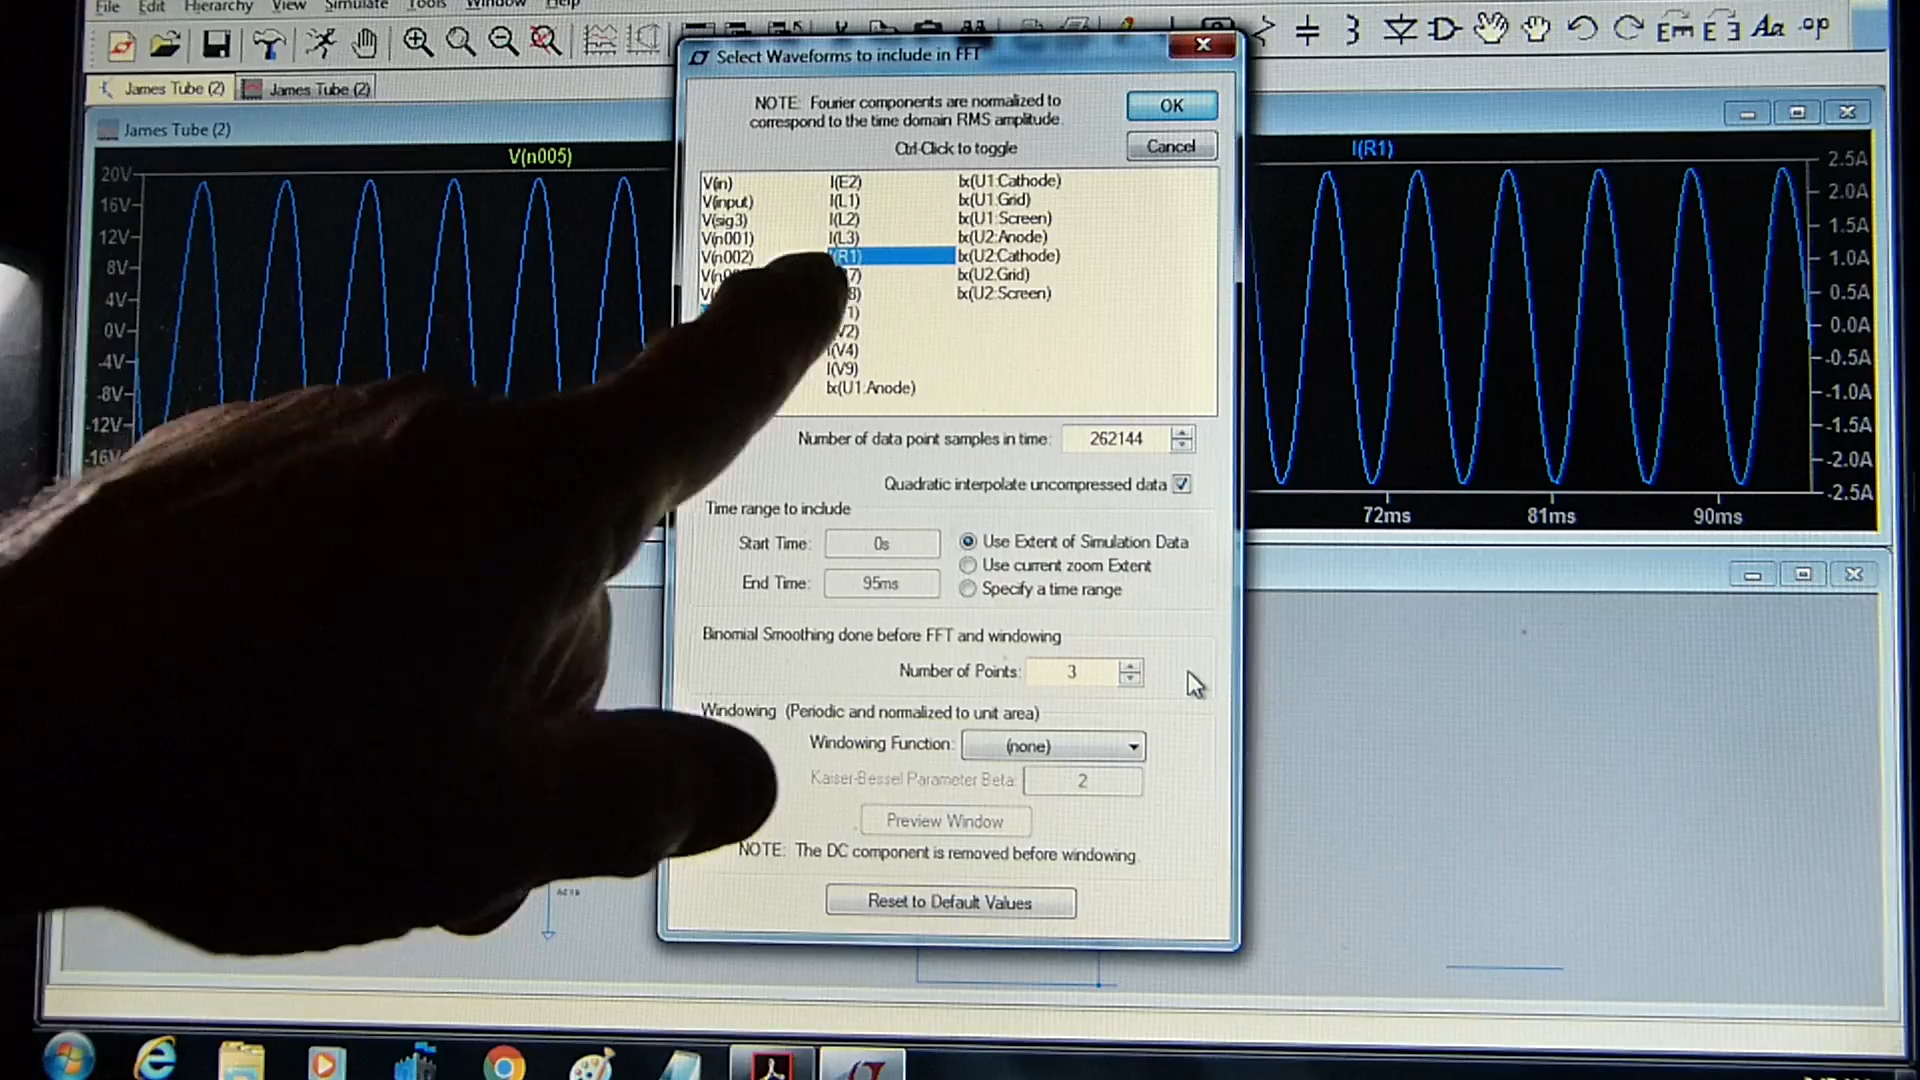 File Edit Hierarchy View Simulate Tools Window Help
Aa .op
James Tube (2)
James Tube (2)
James Tube (2)
V(n005)
20V
16V
12V
8V
4V
0V
-4V
-8V
-12V
-16V
Select Waveforms to include in FFT
NOTE: Fourier components are normalized to
correspond to the time domain RMS amplitude.
Ctrl-Click to toggle
OK
Cancel
V(in)
V(input)
V(sig3)
V(n001)
V(n002)
I(E2)
I(L1)
I(L2)
I(L3)
I(R1)
I(V4)
I(V9)
Ix(U1:Anode)
Ix(U1:Cathode)
Ix(U1:Grid)
Ix(U1:Screen)
Ix(U2:Anode)
Ix(U2:Cathode)
Ix(U2:Grid)
Ix(U2:Screen)
Number of data point samples in time: 262144
Quadratic interpolate uncompressed data
Time range to include
Start Time: 0s
End Time: 95ms
Use Extent of Simulation Data
Use current zoom Extent
Specify a time range
Binomial Smoothing done before FFT and windowing
Number of Points: 3
Windowing (Periodic and normalized to unit area)
Windowing Function: (none)
Kaiser-Bessel Parameter Beta: 2
Preview Window
NOTE: The DC component is removed before windowing.
Reset to Default Values
I(R1)
2.5A
2.0A
1.5A
1.0A
0.5A
0.0A
-0.5A
-1.0A
-1.5A
-2.0A
-2.5A
72ms 81ms 90ms